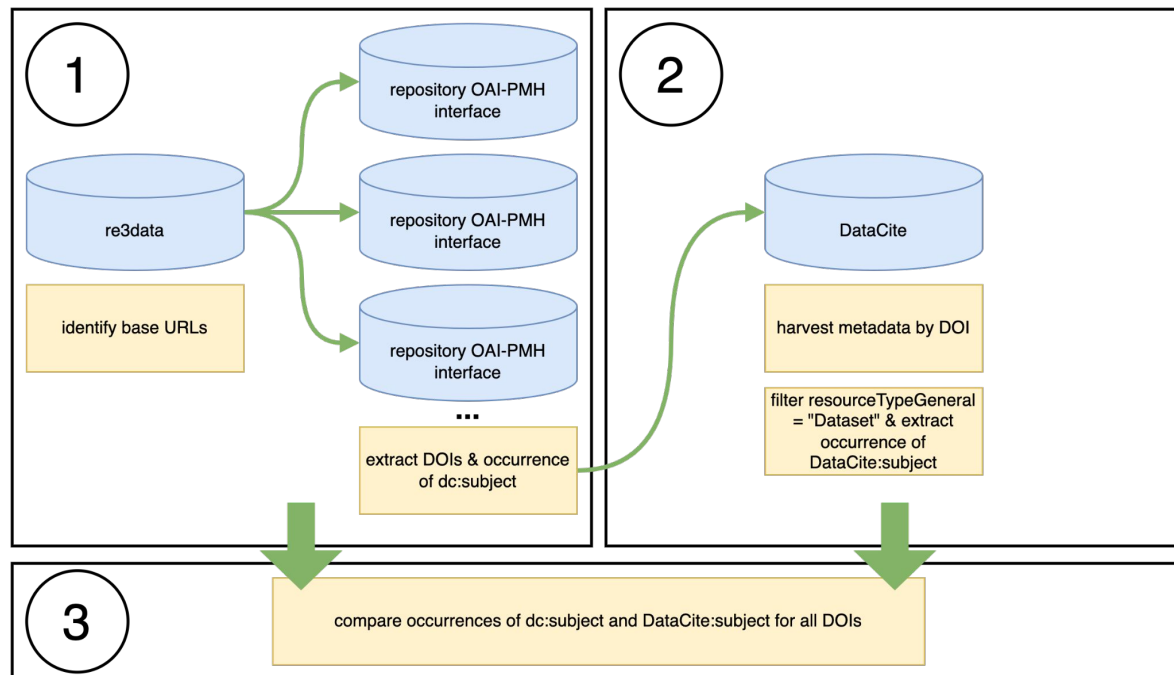 1
repository OAI-PMH
interface
re3data
repository OAI-PMH
interface
identify base URLs
repository OAI-PMH
interface
...
extract DOIs & occurrence
of dc:subject
2
DataCite
harvest metadata by DOI
filter resourceTypeGeneral
= "Dataset" & extract
occurrence of
DataCite:subject
3
compare occurrences of dc:subject and DataCite:subject for all DOIs